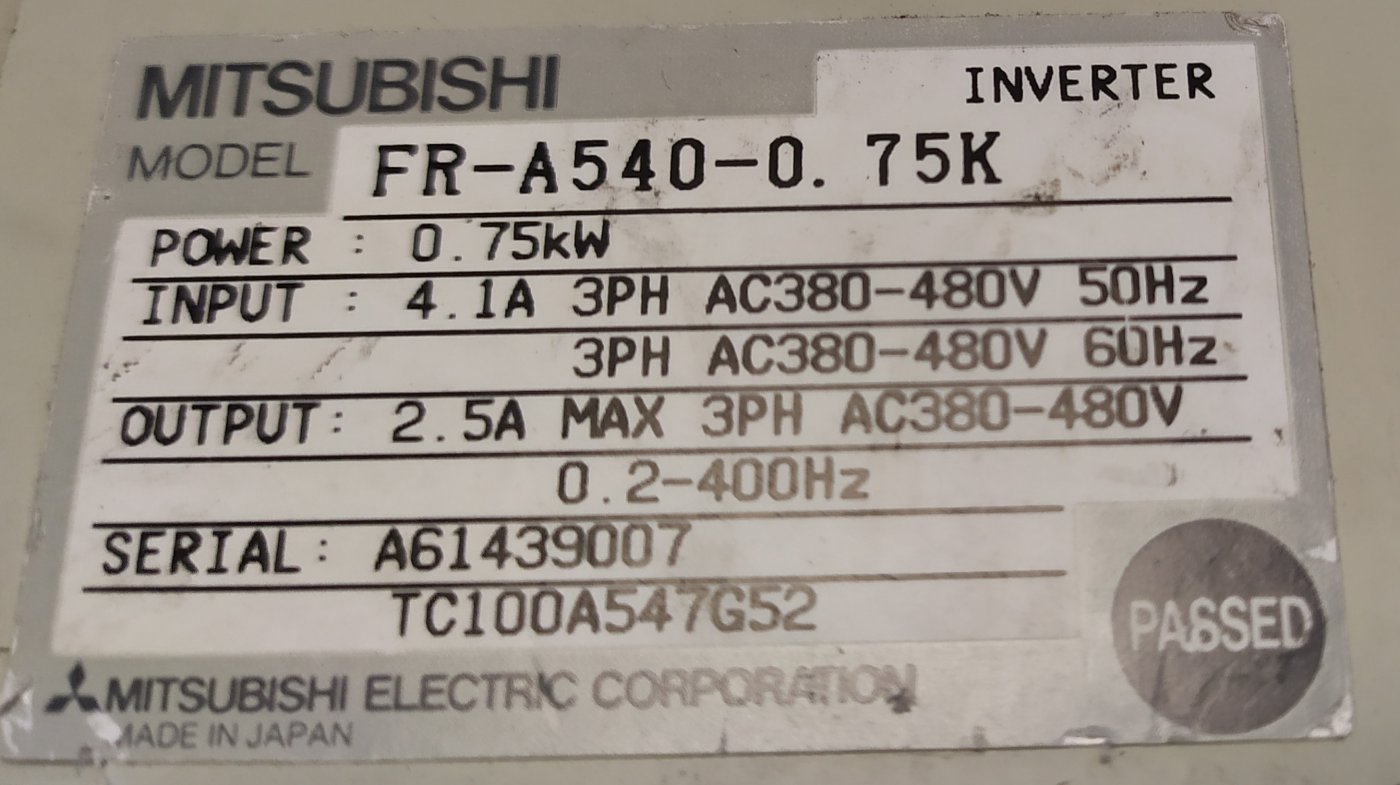 MITSUBISHI INVERTER
MODEL FR-A540-0.75K
POWER : 0.75kW
INPUT : 4.1A 3PH AC380-480V 50Hz
3PH AC380-480V 60Hz
OUTPUT: 2.5A MAX 3PH AC380-480V
0.2-400Hz
SERIAL: A61439007
TC100A547G52
PASSED
MITSUBISHI ELECTRIC CORPORATION
MADE IN JAPAN